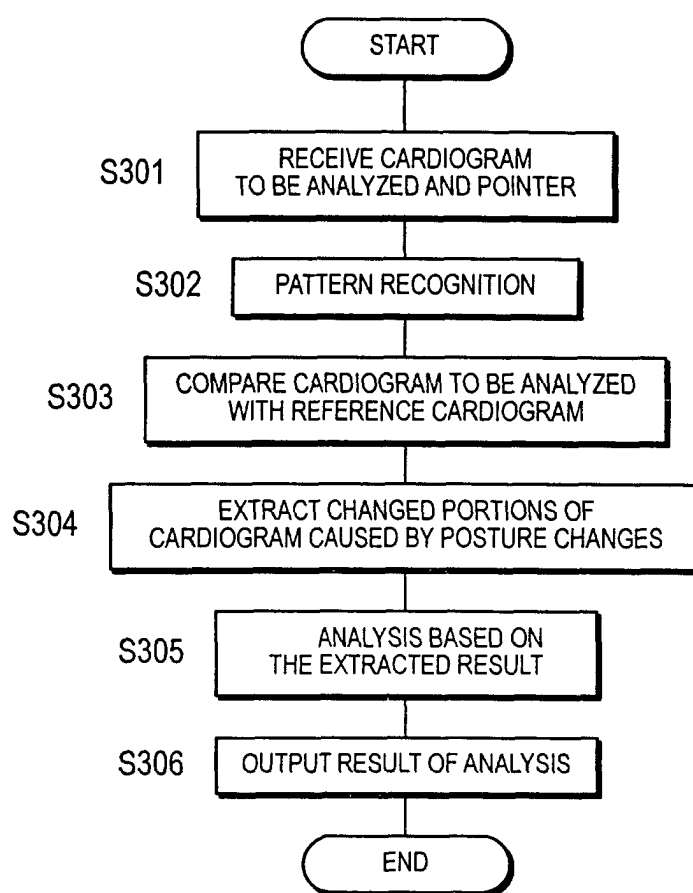 START
S301
RECEIVE CARDIOGRAM
TO BE ANALYZED AND POINTER
S302
PATTERN RECOGNITION
S303
COMPARE CARDIOGRAM TO BE ANALYZED
WITH REFERENCE CARDIOGRAM
S304
EXTRACT CHANGED PORTIONS OF
CARDIOGRAM CAUSED BY POSTURE CHANGES
S305
ANALYSIS BASED ON
THE EXTRACTED RESULT
S306
OUTPUT RESULT OF ANALYSIS
END